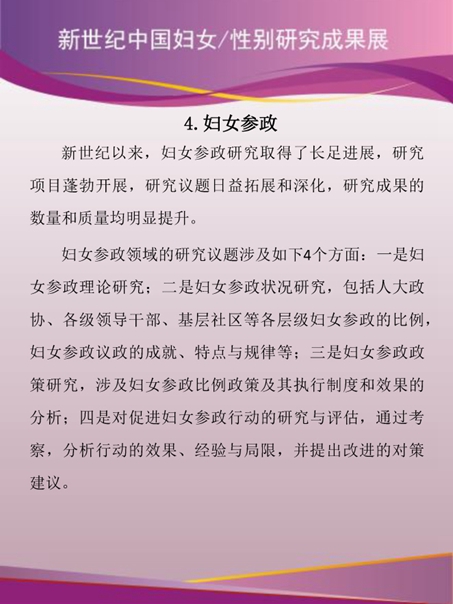 新世纪中国妇女/性别研究成果展
4.妇女参政
新世纪以来，妇女参政研究取得了长足进展，研究
项目蓬勃开展，研究议题日益拓展和深化，研究成果的
数量和质量均明显提升。
妇女参政领域的研究议题涉及如下4个方面：一是妇
女参政理论研究；二是妇女参政状况研究，包括人大政
协、各级领导干部、基层社区等各层级妇女参政的比例，
妇女参政议政的成就、特点与规律等；三是妇女参政政
策研究，涉及妇女参政比例政策及其执行制度和效果的
分析；四是对促进妇女参政行动的研究与评估，通过考
察，分析行动的效果、经验与局限，并提出改进的对策
建议。